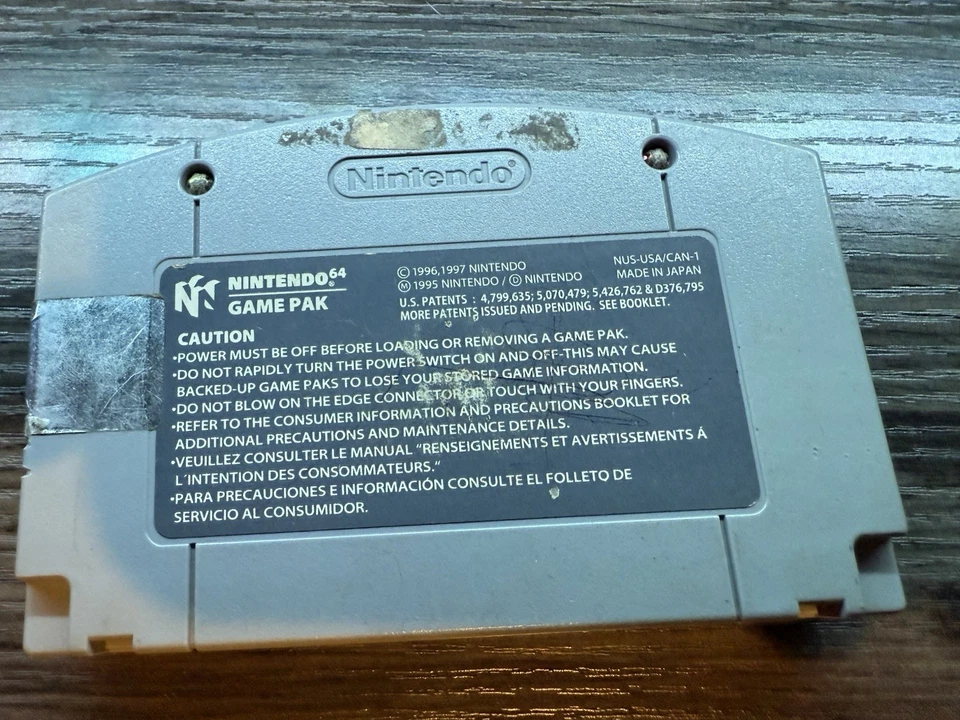 Nintendo®
NINTENDO®64
GAME PAK
© 1996,1997 NINTENDO
Ⓜ 1995 NINTENDO / Ⓓ NINTENDO
NUS-USA/CAN-1
MADE IN JAPAN
U.S. PATENTS : 4,799,635; 5,070,479; 5,426,762 & D376,795
MORE PATENTS ISSUED AND PENDING. SEE BOOKLET.
CAUTION
•POWER MUST BE OFF BEFORE LOADING OR REMOVING A GAME PAK.
•DO NOT RAPIDLY TURN THE POWER SWITCH ON AND OFF-THIS MAY CAUSE
BACKED-UP GAME PAKS TO LOSE YOUR STORED GAME INFORMATION.
•DO NOT BLOW ON THE EDGE CONNECTOR OR TOUCH WITH YOUR FINGERS.
•REFER TO THE CONSUMER INFORMATION AND PRECAUTIONS BOOKLET FOR
ADDITIONAL PRECAUTIONS AND MAINTENANCE DETAILS.
•VEUILLEZ CONSULTER LE MANUAL “RENSEIGNEMENTS ET AVERTISSEMENTS À
L´INTENTION DES CONSOMMATEURS.“
•PARA PRECAUCIONES E INFORMACIÓN CONSULTE EL FOLLETO DE
SERVICIO AL CONSUMIDOR.